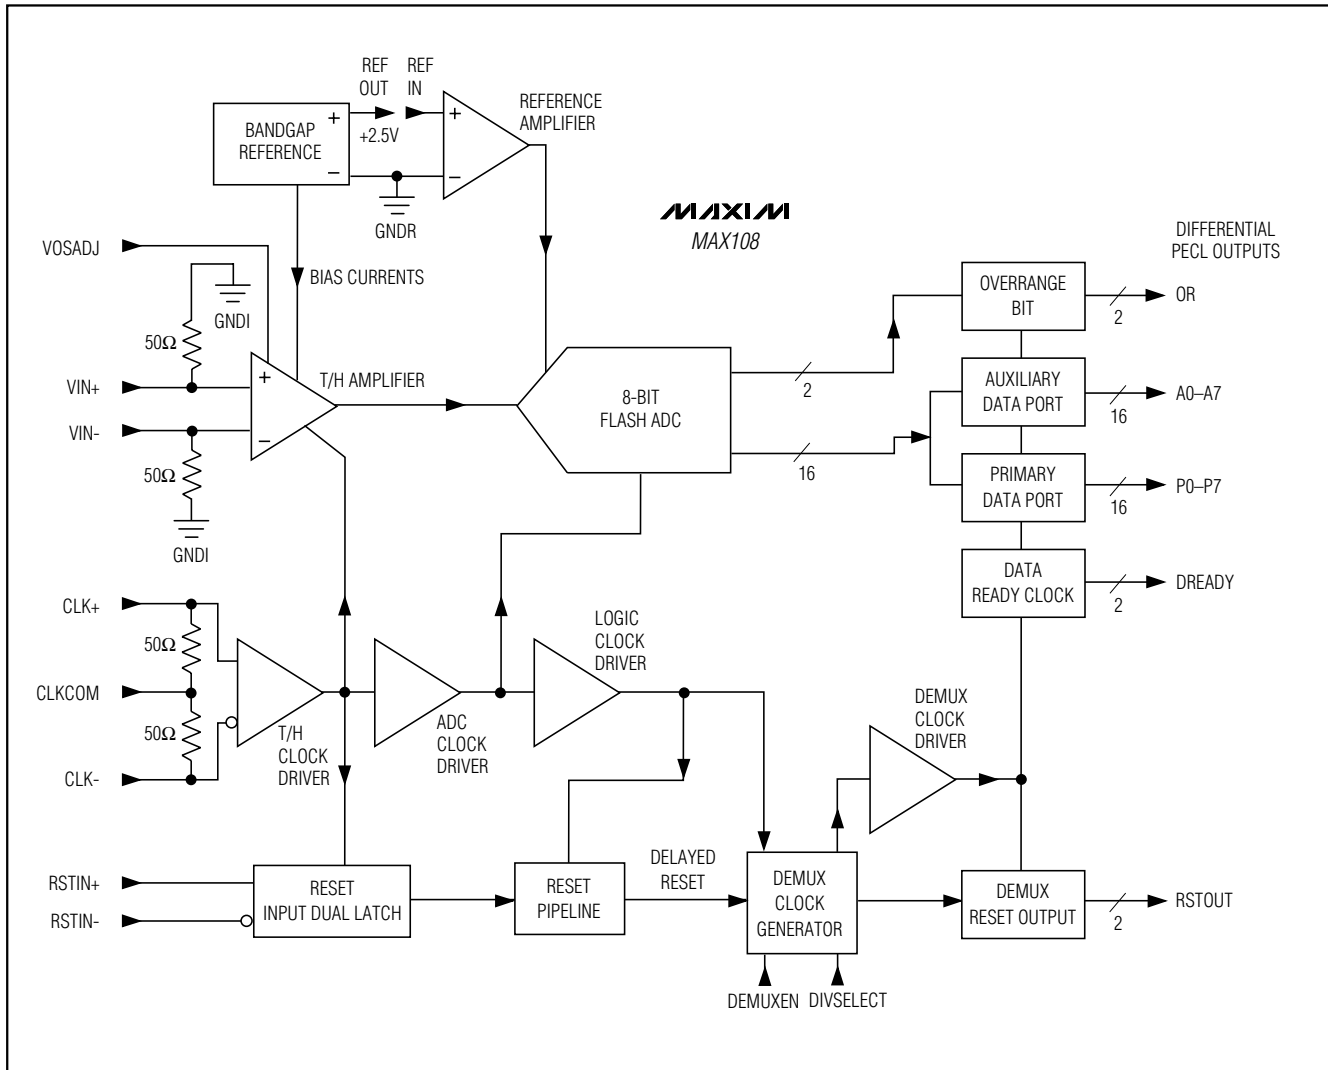 REF
OUT
REF
IN
REFERENCE
AMPLIFIER
BANDGAP
REFERENCE
+
−
+2.5V
+
−
GNDR
MAXIM
MAX108
DIFFERENTIAL
PECL OUTPUTS
VOSADJ
BIAS CURRENTS
GNDI
50Ω
VIN+
+
−
T/H AMPLIFIER
VIN-
50Ω
GNDI
8-BIT
FLASH ADC
2
16
OVERRANGE
BIT
2
OR
AUXILIARY
DATA PORT
16
A0–A7
PRIMARY
DATA PORT
16
P0–P7
DATA
READY CLOCK
2
DREADY
CLK+
50Ω
CLKCOM
50Ω
CLK-
T/H
CLOCK
DRIVER
ADC
CLOCK
DRIVER
LOGIC
CLOCK
DRIVER
DEMUX
CLOCK
DRIVER
RSTIN+
RSTIN-
RESET
INPUT DUAL LATCH
RESET
PIPELINE
DELAYED
RESET
DEMUX
CLOCK
GENERATOR
DEMUX
RESET OUTPUT
2
RSTOUT
DEMUXEN
DIVSELECT